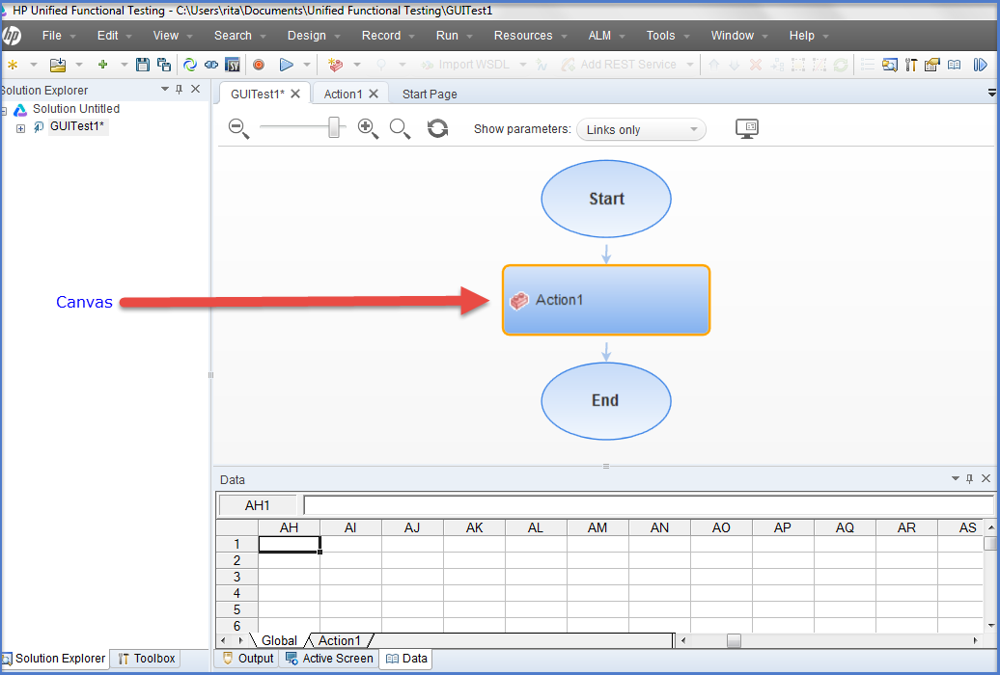 HP Unified Functional Testing - C:\Users\rita\Documents\Unified Functional Testing\GUITest1
hp File Edit View Search Design Record Run Resources ALM Tools Window Help
Import WSDL Add REST Service
Solution Explorer
GUITest1* Action1 Start Page
Solution Untitled
GUITest1*
Show parameters: Links only
Start
Canvas
Action1
End
Data
AH1
AH AI AJ AK AL AM AN AO AP AQ AR AS
1
2
3
4
5
6
Global Action1
Solution Explorer Toolbox Output Active Screen Data